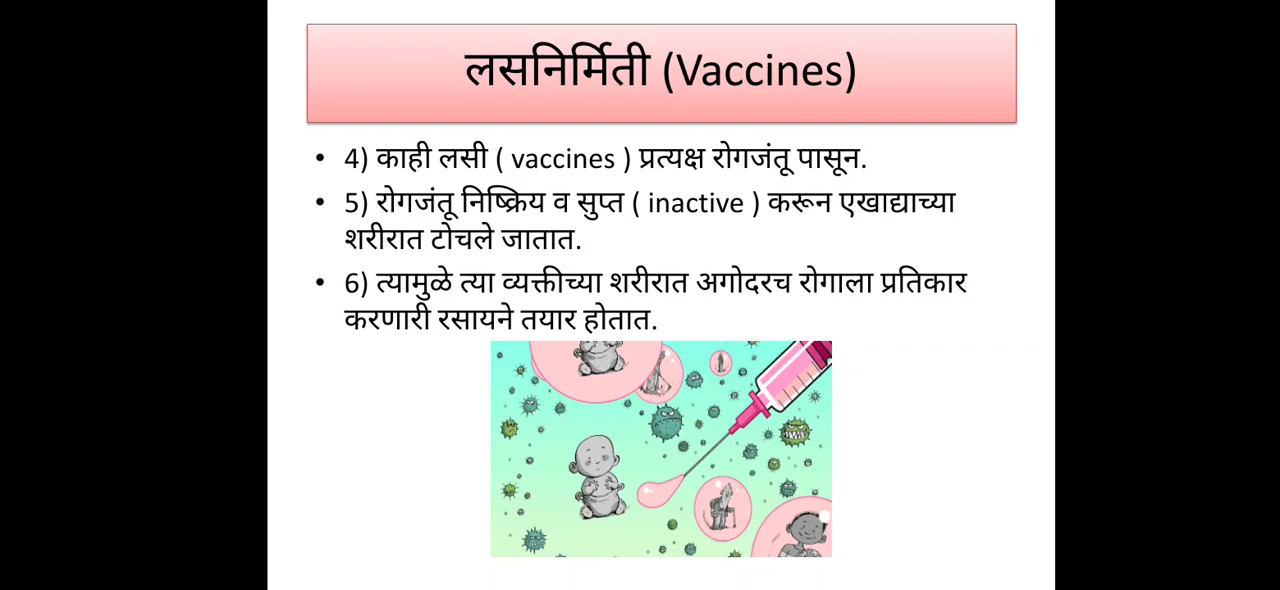 लसनिर्मिती (Vaccines)
• 4) काही लसी ( vaccines ) प्रत्यक्ष रोगजंतू पासून.
• 5) रोगजंतू निष्क्रिय व सुप्त ( inactive ) करून एखाद्याच्या
शरीरात टोचले जातात.
• 6) त्यामुळे त्या व्यक्तीच्या शरीरात अगोदरच रोगाला प्रतिकार
करणारी रसायने तयार होतात.